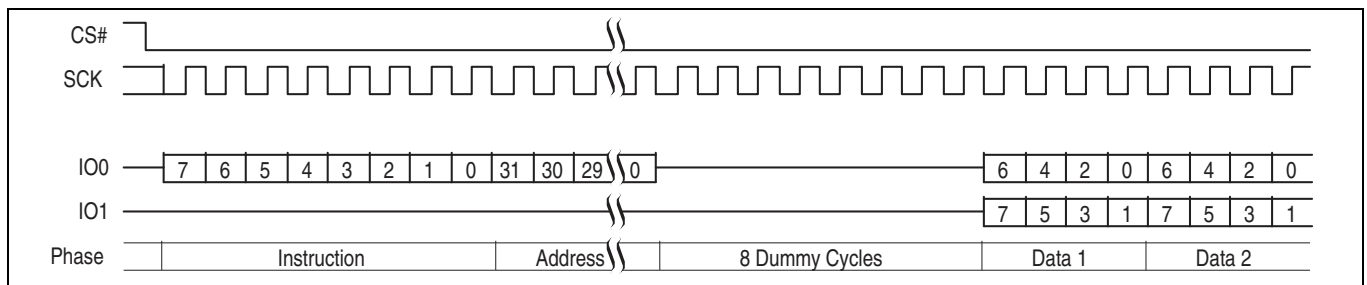 CS#
SCK
IO0 7 6 5 4 3 2 1 0 31 30 29 0 6 4 2 0 6 4 2 0
IO1 7 5 3 1 7 5 3 1
Phase Instruction Address 8 Dummy Cycles Data 1 Data 2